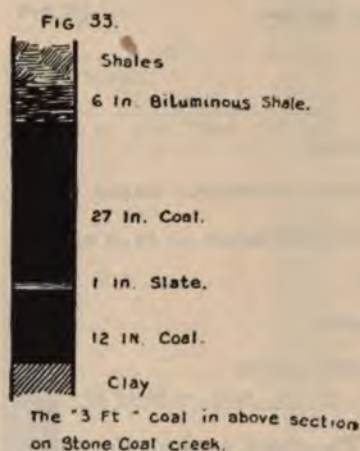 FIG 33.
Shales
6 In. Bituminous Shale.
27 In. Coal.
1 in. Slate.
12 IN. Coal.
Clay
The "3 Ft" coal in above section
on Stone Coal creek.